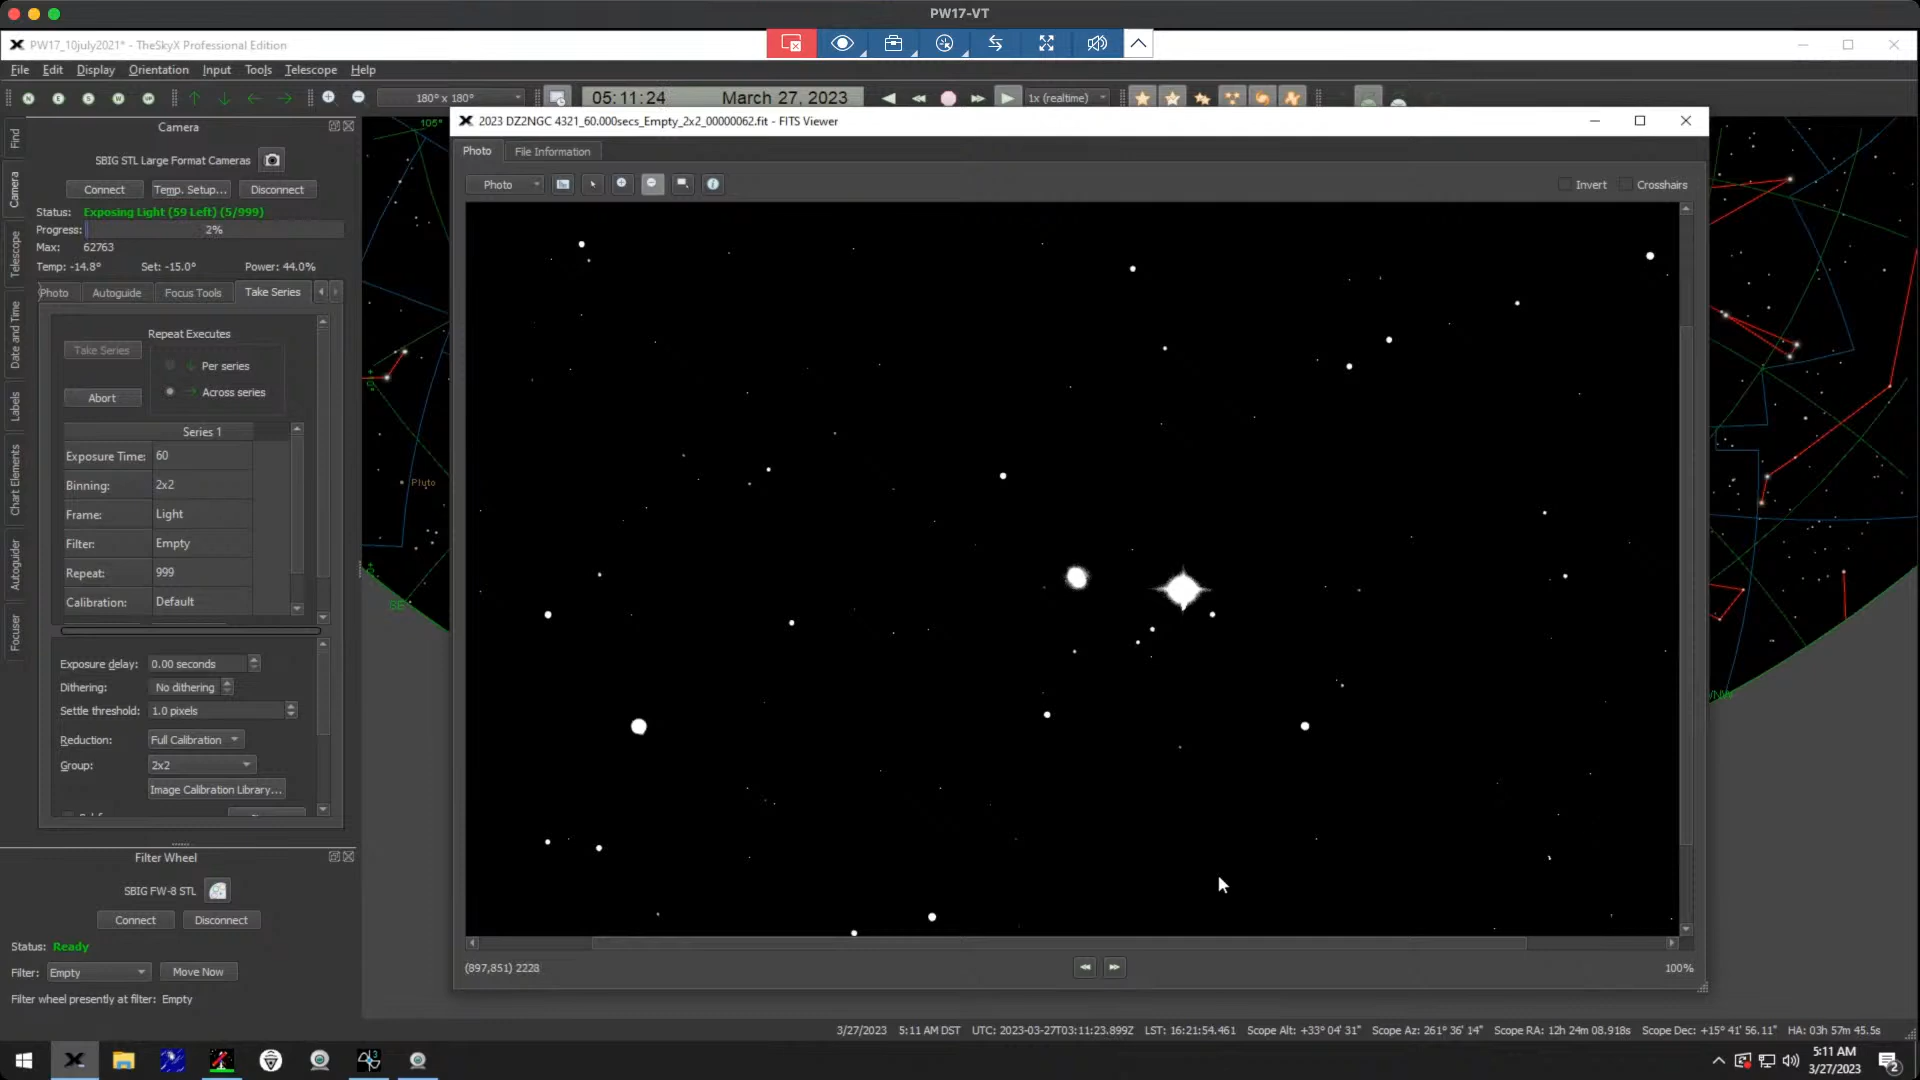 PW17-VT
PW17_10july2021* - TheSkyX Professional Edition
File Edit Display Orientation Input Tools Telescope Help
N E S W UP 180° x 180° 05:11:24 March 27, 2023 1x (realtime)
Camera
105°
2023 DZ2NGC 4321_60.000secs_Empty_2x2_00000062.fit - FITS Viewer
Photo File Information
SBIG STL Large Format Cameras
Connect Temp. Setup... Disconnect
Photo Invert Crosshairs
Status: Exposing Light (59 Left) (5/999)
Progress: 2%
Max: 62763
Temp: -14.8° Set: -15.0° Power: 44.0%
Photo Autoguide Focus Tools Take Series
Find
Camera
Telescope
Date and Time
Labels
Chart Elements
Autoguider
Focuser
Repeat Executes
Take Series
Per series
Abort
Across series
Series 1
Exposure Time: 60
Binning: 2x2
Frame: Light
Filter: Empty
Repeat: 999
Calibration: Default
Pluto
SE
Exposure delay: 0.00 seconds
Dithering: No dithering
Settle threshold: 1.0 pixels
Reduction: Full Calibration
Group: 2x2
Image Calibration Library...
Filter Wheel
SBIG FW-8 STL
Connect Disconnect
Status: Ready
Filter: Empty Move Now
Filter wheel presently at filter: Empty
(897,851) 2228 100%
3/27/2023 5:11 AM DST UTC: 2023-03-27T03:11:23.899Z LST: 16:21:54.461 Scope Alt: +33° 04' 31" Scope Az: 261° 36' 14" Scope RA: 12h 24m 08.918s Scope Dec: +15° 41' 56.11" HA: 03h 57m 45.5s
5:11 AM
3/27/2023
2